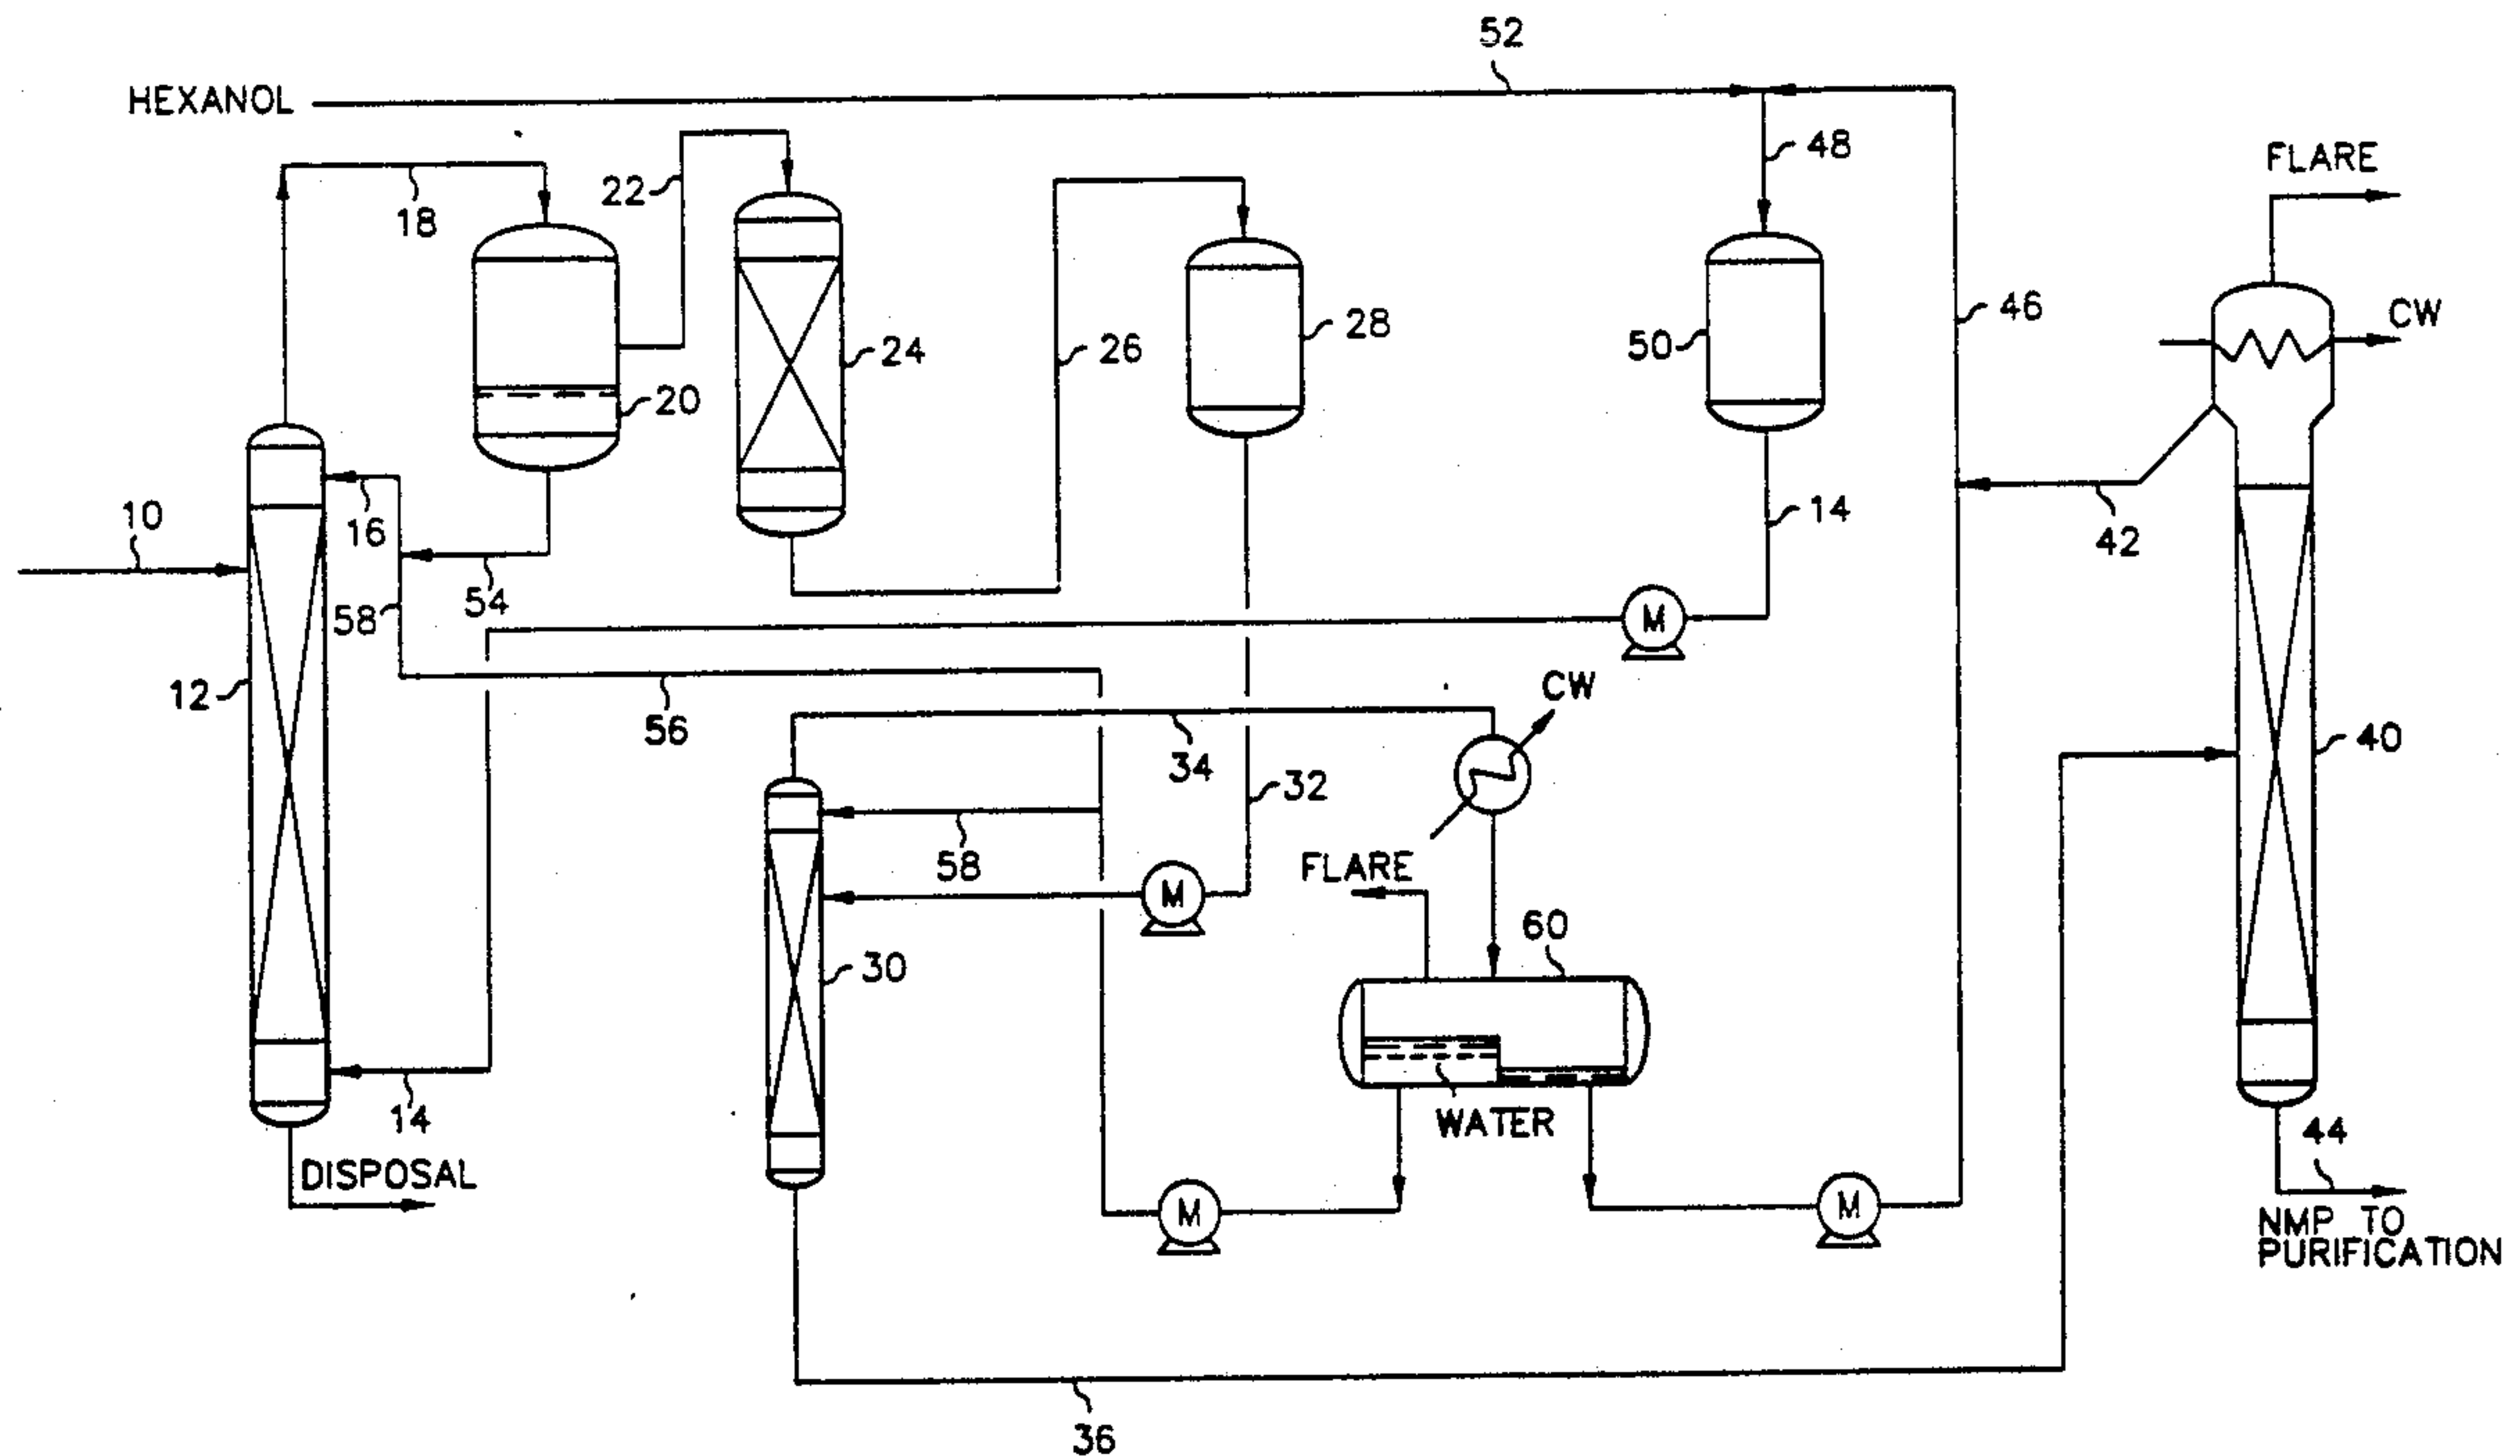 52
HEXANOL
48
FLARE
22
18
46
CW
28
24
26
50
20
10
16
14
42
54
58
M
12
CW
56
34
40
32
58
M
FLARE
60
30
14
WATER
44
DISPOSAL
M
M
NMP TO
PURIFICATION
36